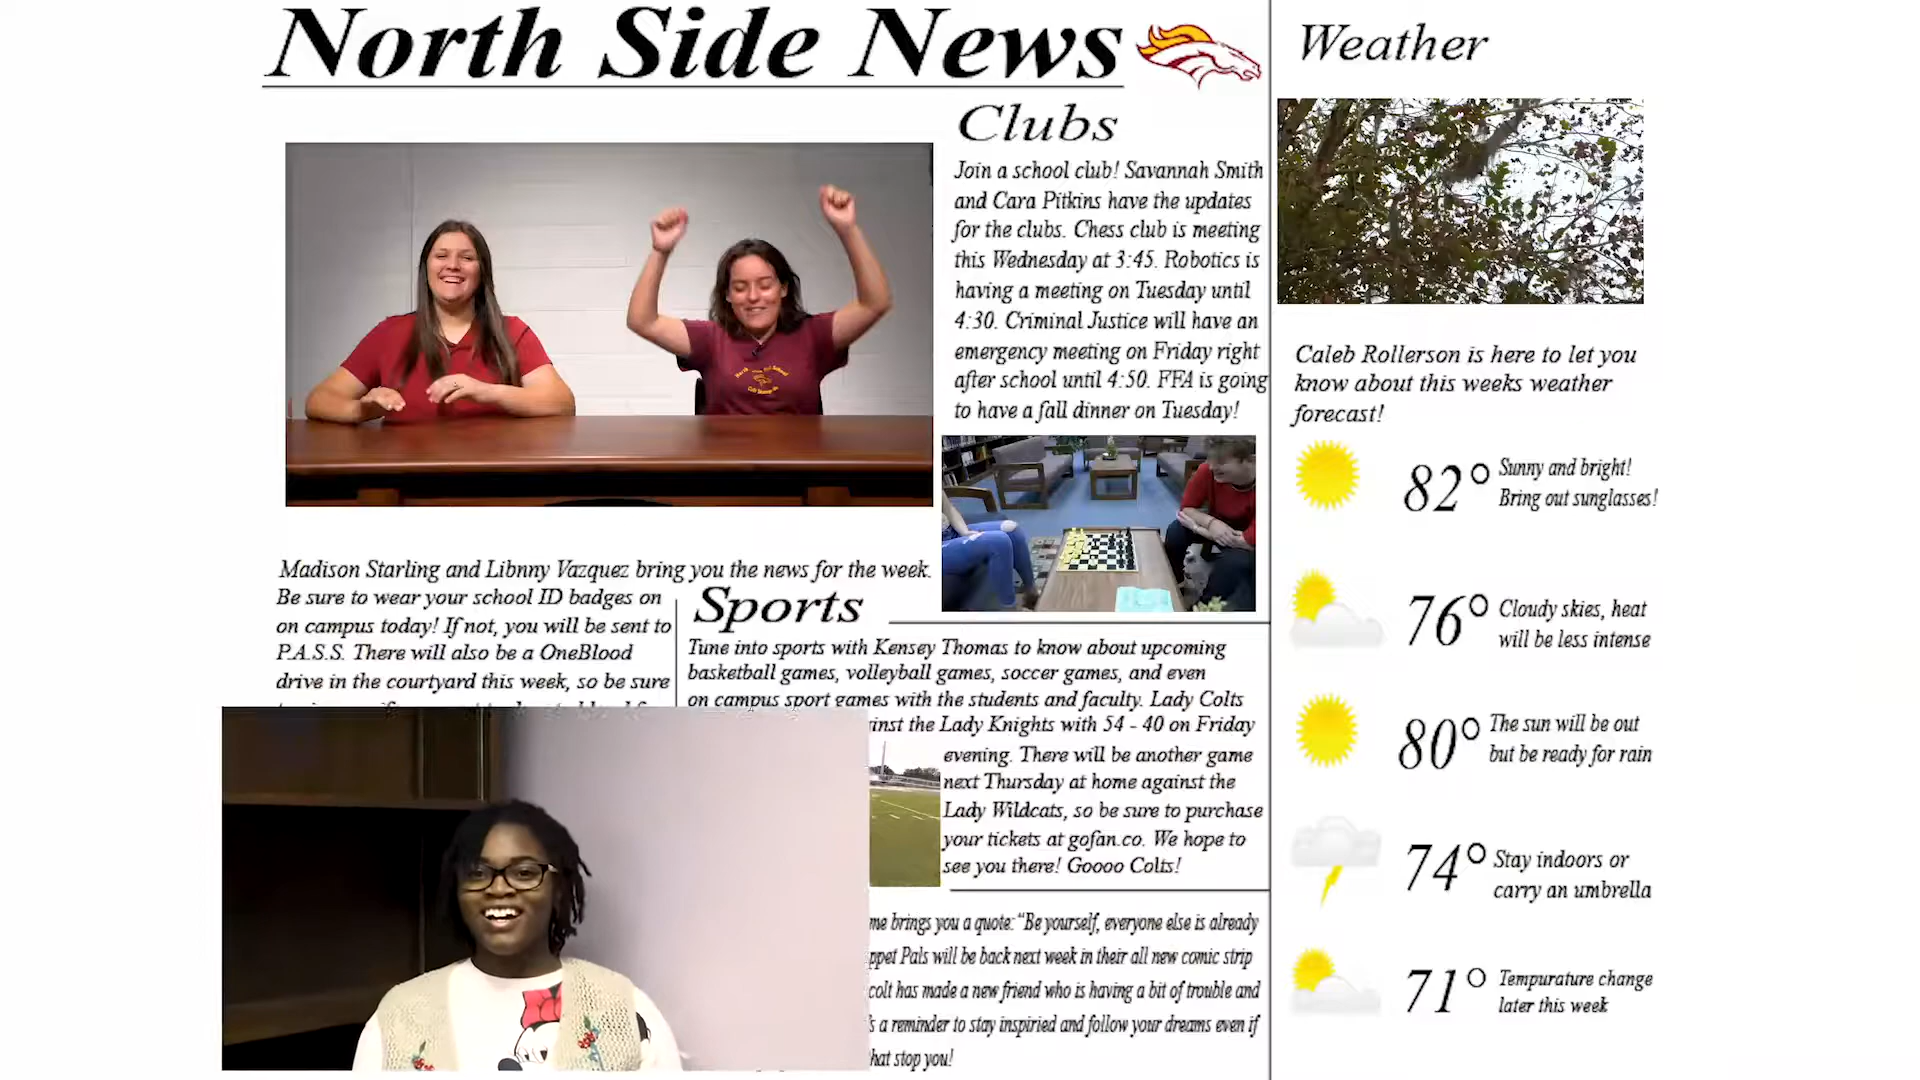 North Side News
Clubs
Join a school club! Savannah Smith
and Cara Pitkins have the updates
for the clubs. Chess club is meeting
this Wednesday at 3:45. Robotics is
having a meeting on Tuesday until
4:30. Criminal Justice will have an
emergency meeting on Friday right
after school until 4:50. FFA is going
to have a fall dinner on Tuesday!
Madison Starling and Libnny Vazquez bring you the news for the week.
Be sure to wear your school ID badges on
on campus today! If not, you will be sent to
P.A.S.S. There will also be a OneBlood
drive in the courtyard this week, so be sure
Sports
Tune into sports with Kensey Thomas to know about upcoming
basketball games, volleyball games, soccer games, and even
on campus sport games with the students and faculty. Lady Colts
the Lady Knights with 54 - 40 on Friday
evening. There will be another game
next Thursday at home against the
Lady Wildcats, so be sure to purchase
your tickets at gofan.co. We hope to
see you there! Goooo Colts!
brings you a quote: "Be yourself, everyone else is already
Pals will be back next week in their all new comic strip
colt has made a new friend who is having a bit of trouble and
a reminder to stay inspiried and follow your dreams even if
stop you!
Weather
Caleb Rollerson is here to let you
know about this weeks weather
forecast!
82° Sunny and bright!
Bring out sunglasses!
76° Cloudy skies, heat
will be less intense
80° The sun will be out
but be ready for rain
74° Stay indoors or
carry an umbrella
71° Tempurature change
later this week